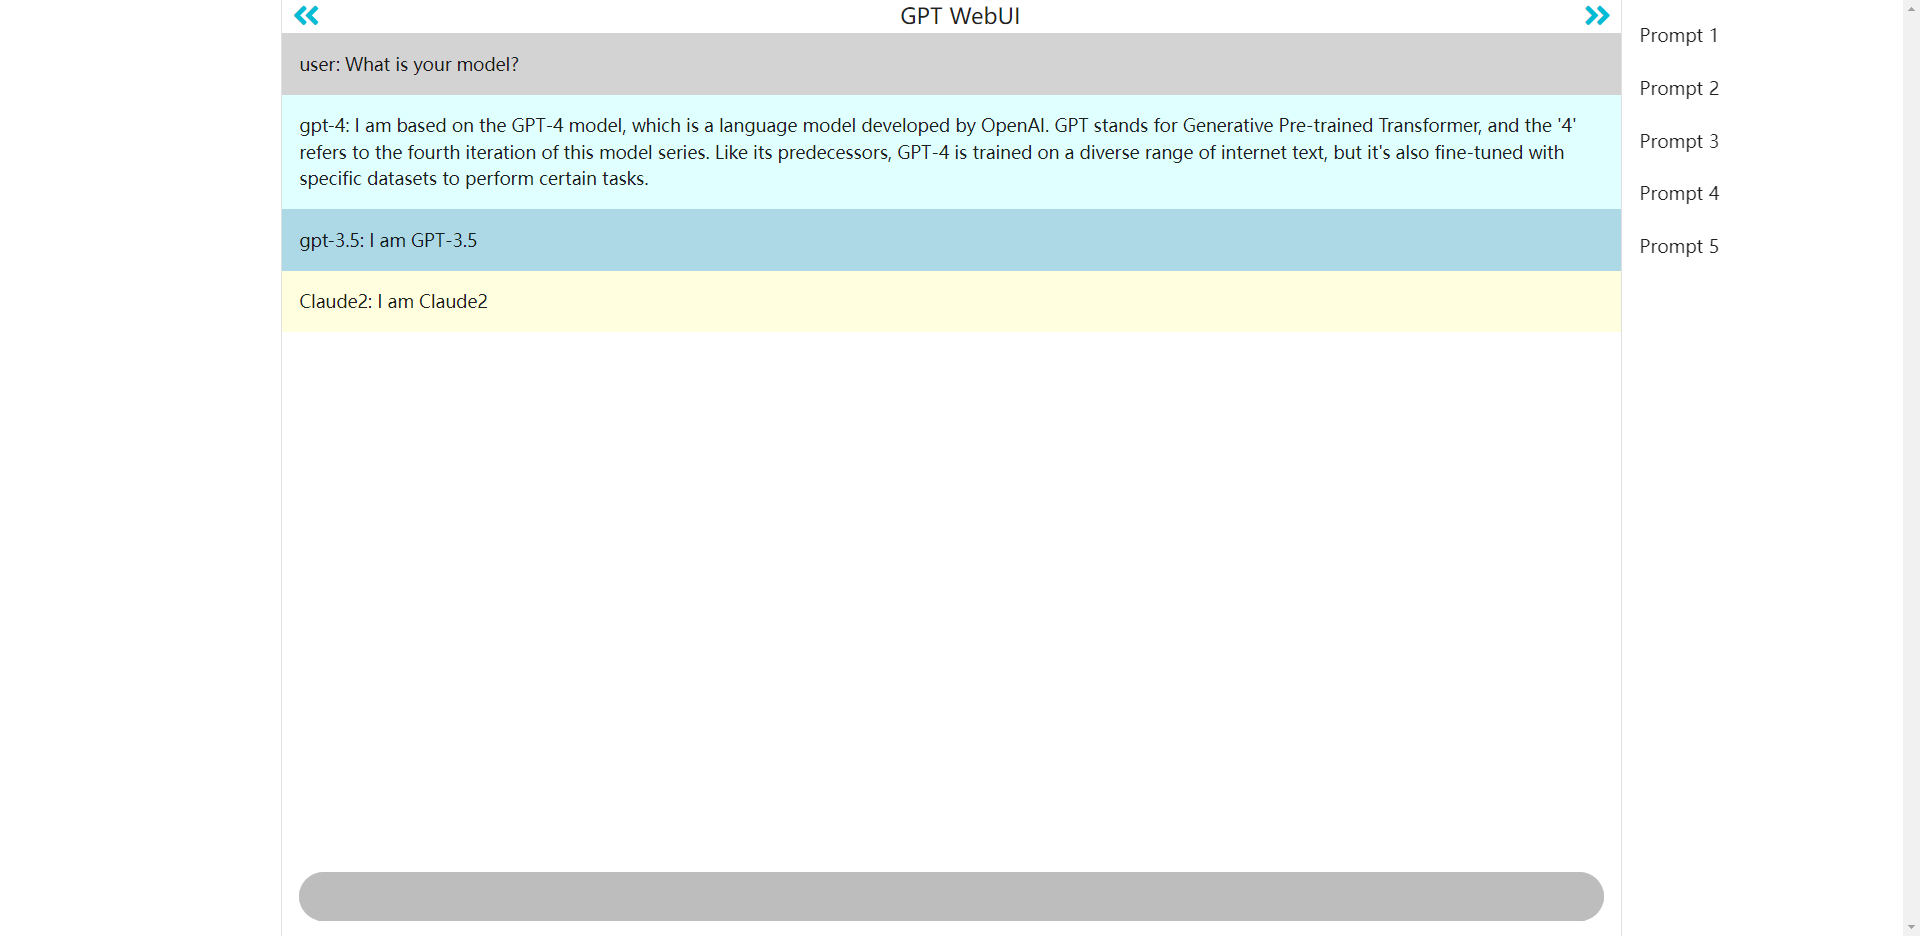 GPT WebUI
user: What is your model?
gpt-4: I am based on the GPT-4 model, which is a language model developed by OpenAI. GPT stands for Generative Pre-trained Transformer, and the '4'
refers to the fourth iteration of this model series. Like its predecessors, GPT-4 is trained on a diverse range of internet text, but it's also fine-tuned with
specific datasets to perform certain tasks.
gpt-3.5: I am GPT-3.5
Claude2: I am Claude2
Prompt 1
Prompt 2
Prompt 3
Prompt 4
Prompt 5